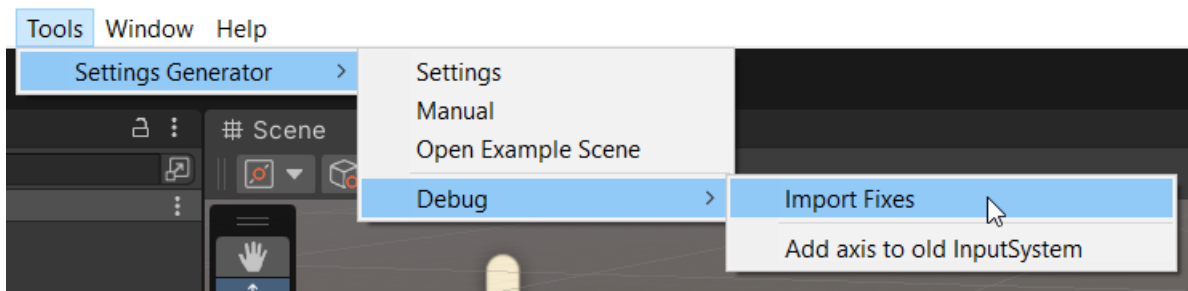 Tools Window Help
Settings Generator
Settings
Manual
Open Example Scene
Debug
Import Fixes
Add axis to old InputSystem
Scene